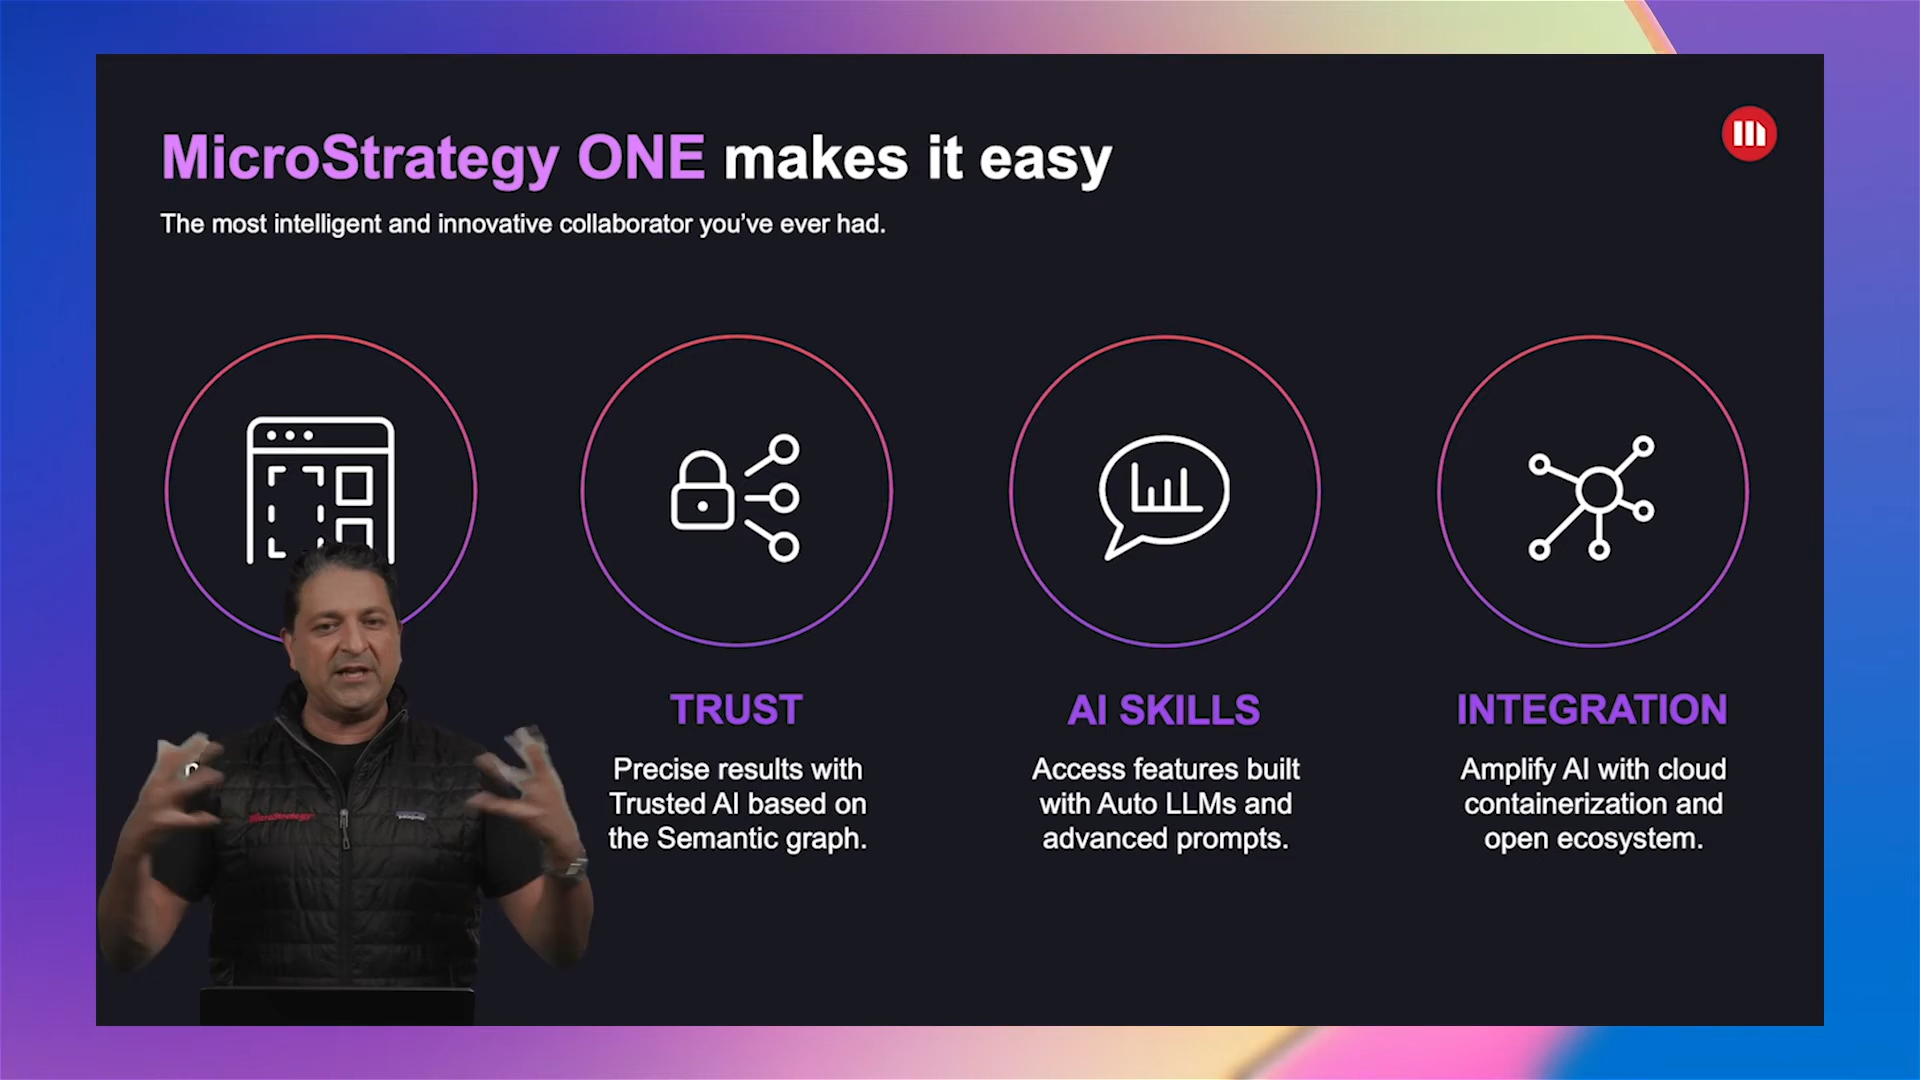 MicroStrategy ONE makes it easy
The most intelligent and innovative collaborator you’ve ever had.
TRUST
Precise results with
Trusted AI based on
the Semantic graph.
AI SKILLS
Access features built
with Auto LLMs and
advanced prompts.
INTEGRATION
Amplify AI with cloud
containerization and
open ecosystem.
MicroStrategy
patagonia